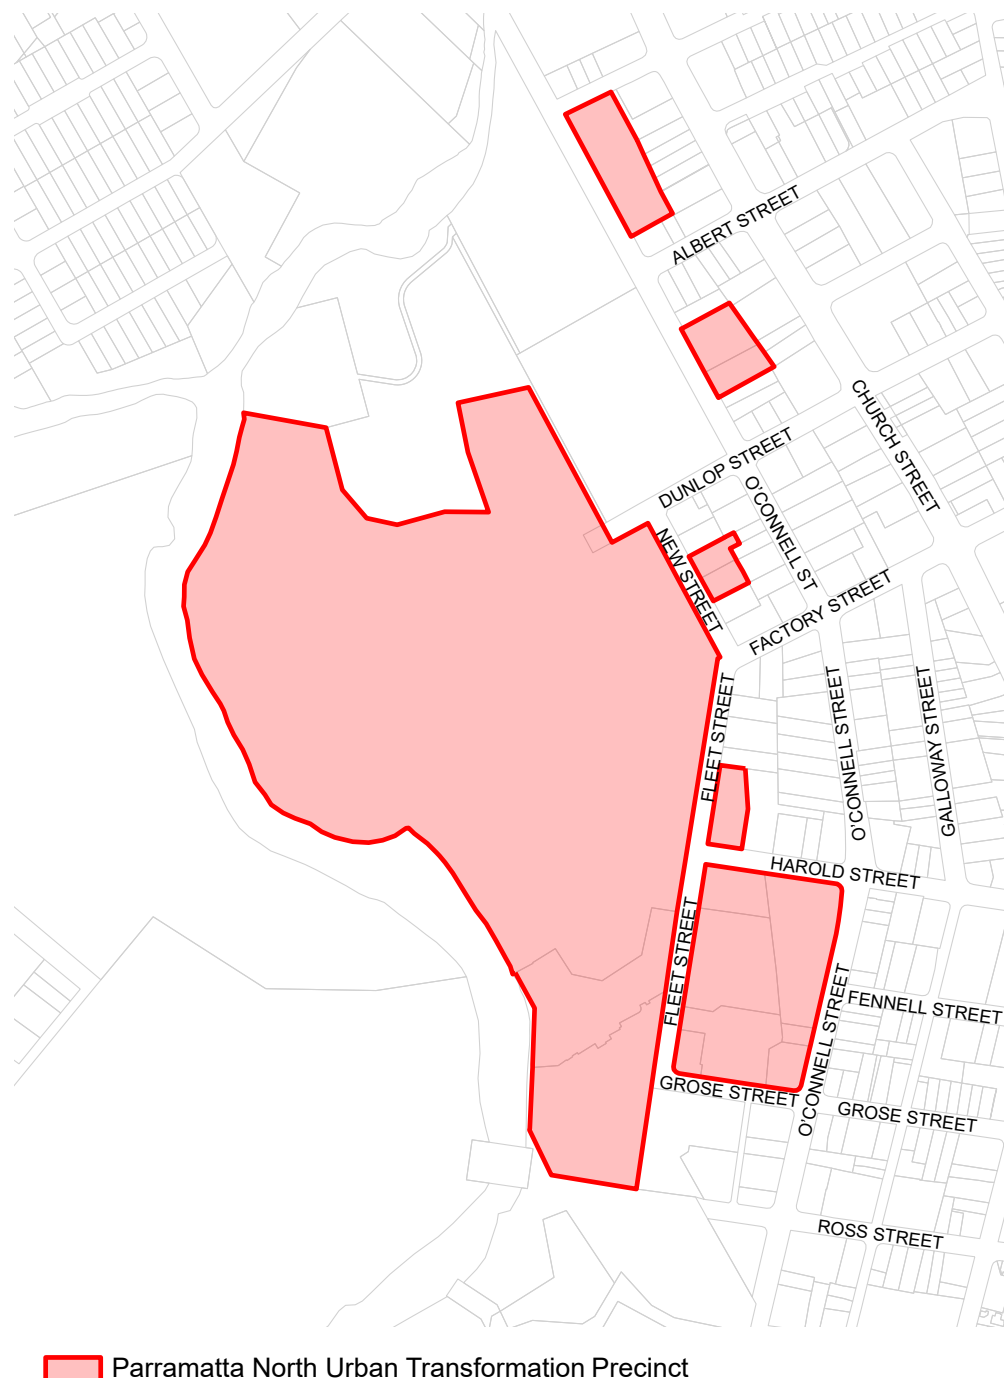 ALBERT STREET
CHURCH STREET
DUNLOP STREET
O'CONNELL ST
NEW STREET
FACTORY STREET
FLEET STREET
O'CONNELL STREET
GALLOWAY STREET
HAROLD STREET
FLEET STREET
FENNELL STREET
O'CONNELL STREET
GROSE STREET
GROSE STREET
ROSS STREET
Parramatta North Urban Transformation Precinct